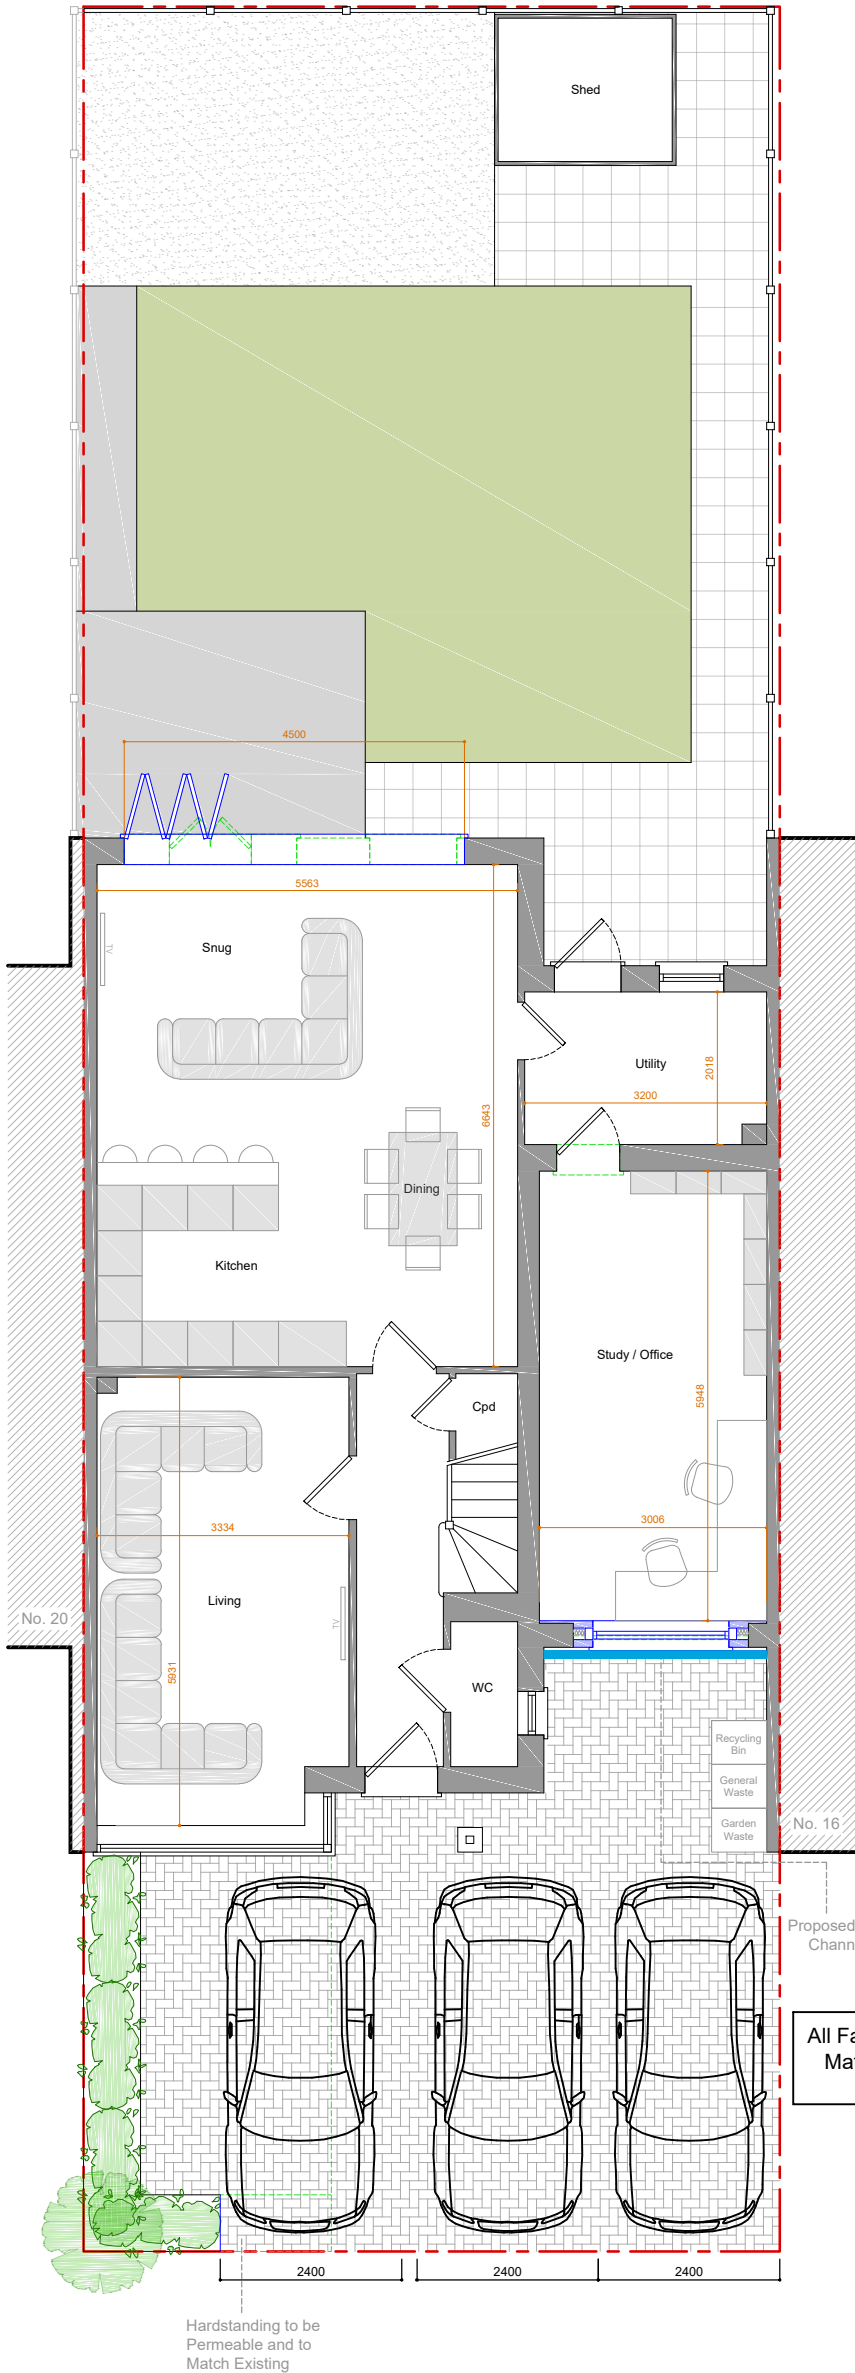 Shed
4500
5563
Snug
TV
Utility
2018
3200
6643
Dining
Kitchen
Study / Office
Cpd
5948
3334
3006
Living
TV
No. 20
5931
WC
Recycling
Bin
General
Waste
Garden
Waste
No. 16
Proposed
Chann
All Fa
Mat
2400
2400
2400
Hardstanding to be
Permeable and to
Match Existing